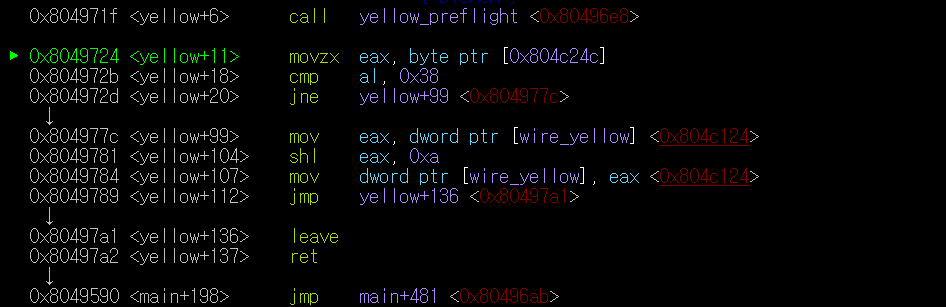 0x804971f <yellow+6> call yellow_preflight <0x80496e8>
► 0x8049724 <yellow+11> movzx eax, byte ptr [0x804c24c]
0x804972b <yellow+18> cmp al, 0x38
0x804972d <yellow+20> jne yellow+99 <0x804977c>
↓
0x804977c <yellow+99> mov eax, dword ptr [wire_yellow] <0x804c124>
0x8049781 <yellow+104> shl eax, 0xa
0x8049784 <yellow+107> mov dword ptr [wire_yellow], eax <0x804c124>
0x8049789 <yellow+112> jmp yellow+136 <0x80497a1>
↓
0x80497a1 <yellow+136> leave
0x80497a2 <yellow+137> ret
↓
0x8049590 <main+198> jmp main+481 <0x80496ab>